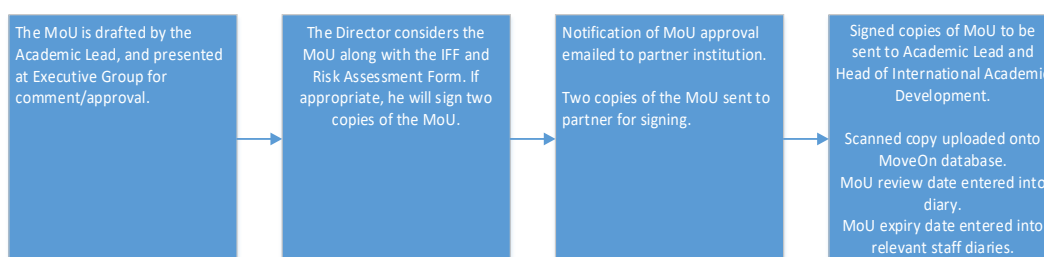 The MoU is drafted by the
Academic Lead, and presented
at Executive Group for
comment/approval.
The Director considers the
MoU along with the IFF and
Risk Assessment Form. If
appropriate, he will sign two
copies of the MoU.
Notification of MoU approval
emailed to partner institution.
Two copies of the MoU sent to
partner for signing.
Signed copies of MoU to be
sent to Academic Lead and
Head of International Academic
Development.
Scanned copy uploaded onto
MoveOn database.
MoU review date entered into
diary.
MoU expiry date entered into
relevant staff diaries.